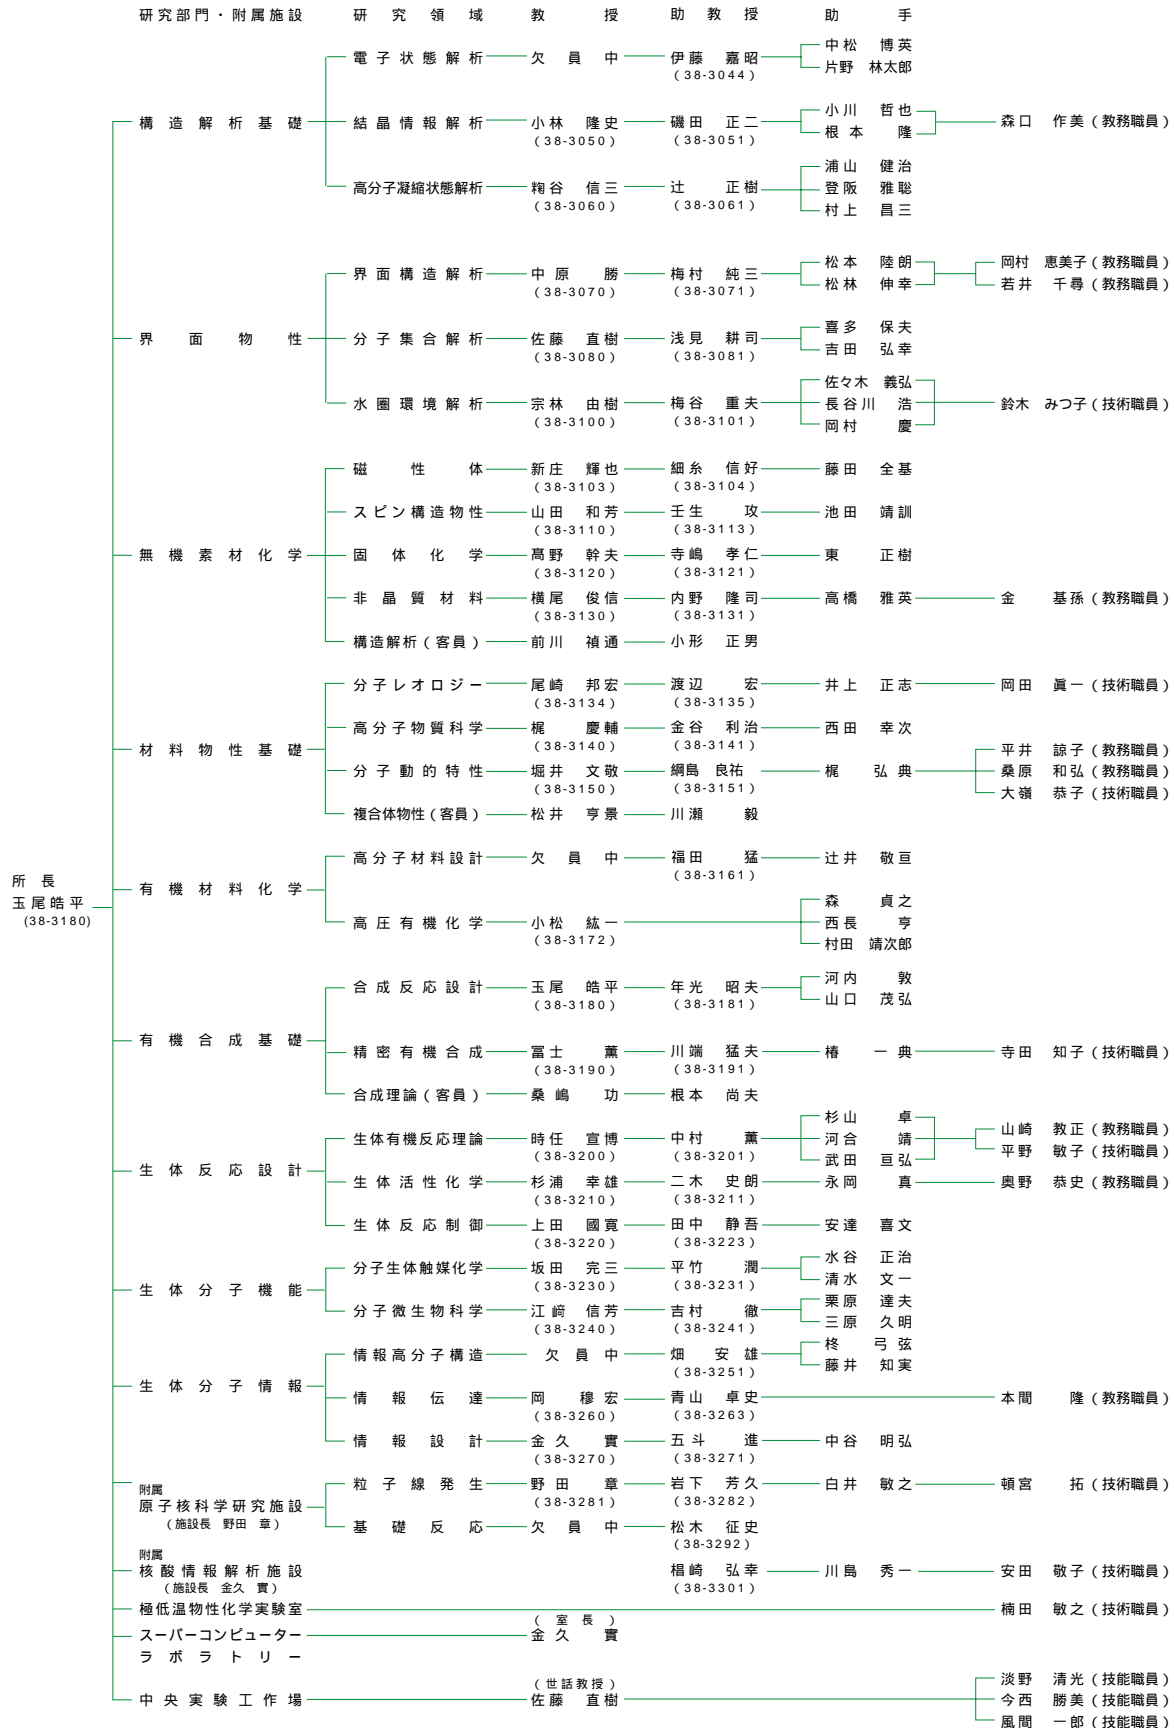 研究部門・附属施設 研究領域 教授 助教授 助手
電子状態解析 欠員中 伊藤 嘉昭 中松 博英
(38-3044) 片野 林太郎
構造解析基礎 結晶情報解析 小林 隆史 磯田 正二 小川 哲也 森口 作美(教務職員)
(38-3050) (38-3051) 根本 隆
高分子凝縮状態解析 粷谷 信三 辻 正樹 浦山 健治
(38-3060) (38-3061) 登阪 雅聡
村上 昌三
界面構造解析 中原 勝 梅村 純三 松本 陸朗 岡村 恵美子(教務職員)
(38-3070) (38-3071) 松林 伸幸 若井 千尋(教務職員)
界面物性 分子集合解析 佐藤 直樹 浅見 耕司 喜多 保夫
(38-3080) (38-3081) 吉田 弘幸
水圏環境解析 宗林 由樹 梅谷 重夫 佐々木 義弘
(38-3100) (38-3101) 長谷川 浩 鈴木 みつ子(技術職員)
岡村 慶
磁性体 新庄 輝也 細糸 信好 藤田 全基
(38-3103) (38-3104)
スピン構造物性 山田 和芳 壬生 攻 池田 靖訓
(38-3110) (38-3113)
無機素材化学 固体化学 髙野 幹夫 寺嶋 孝仁 東 正樹
(38-3120) (38-3121)
非晶質材料 横尾 俊信 内野 隆司 高橋 雅英 金 基孫(教務職員)
(38-3130) (38-3131)
構造解析(客員) 前川 禎通 小形 正男
分子レオロジー 尾崎 邦宏 渡辺 宏 井上 正志 岡田 眞一(技術職員)
(38-3134) (38-3135)
高分子物質科学 梶 慶輔 金谷 利治 西田 幸次
(38-3140) (38-3141)
材料物性基礎 分子動的特性 堀井 文敬 綱島 良祐 梶 弘典 平井 諒子(教務職員)
(38-3150) (38-3151) 桑原 和弘(教務職員)
大嶺 恭子(技術職員)
複合体物性(客員) 松井 亨景 川瀬 毅
高分子材料設計 欠員中 福田 猛 辻井 敬亘
(38-3161)
所長
玉尾皓平
(38-3180)
有機材料化学 高圧有機化学 小松 紘一 森 貞之
(38-3172) 西長 亨
村田 靖次郎
合成反応設計 玉尾 皓平 年光 昭夫 河内 敦
(38-3180) (38-3181) 山口 茂弘
有機合成基礎 精密有機合成 冨士 薫 川端 猛夫 椿 一典 寺田 知子(技術職員)
(38-3190) (38-3191)
合成理論(客員) 桑嶋 功 根本 尚夫
生体有機反応理論 時任 宣博 中村 薫 杉山 卓 山崎 教正(教務職員)
(38-3200) (38-3201) 河合 靖 平野 敏子(技術職員)
武田 亘弘
生体反応設計 生体活性化学 杉浦 幸雄 二木 史朗 永岡 真 奥野 恭史(教務職員)
(38-3210) (38-3211)
生体反応制御 上田 國寛 田中 静吾 安達 喜文
(38-3220) (38-3223)
生体分子機能 分子生体触媒化学 坂田 完三 平竹 潤 水谷 正治
(38-3230) (38-3231) 清水 文一
分子微生物科学 江﨑 信芳 吉村 徹 栗原 達夫
(38-3240) (38-3241) 三原 久明
情報高分子構造 欠員中 畑 安雄 柊 弓弦
(38-3251) 藤井 知実
生体分子情報 情報伝達 岡 穆宏 青山 卓史 本間 隆(教務職員)
(38-3260) (38-3263)
情報設計 金久 實 五斗 進 中谷 明弘
(38-3270) (38-3271)
附属
原子核科学研究施設
(施設長 野田 章)
粒子線発生 野田 章 岩下 芳久 白井 敏之 頓宮 拓(技術職員)
(38-3281) (38-3282)
基礎反応 欠員中 松木 征史
(38-3292)
附属
核酸情報解析施設 椙崎 弘幸 川島 秀一 安田 敬子(技術職員)
(施設長 金久 實) (38-3301)
極低温物性化学実験室 楠田 敏之(技術職員)
(室長)
スーパーコンピューター 金久 實
ラボラトリー
(世話教授)
中央実験工作場 佐藤 直樹 淡野 清光(技能職員)
今西 勝美(技能職員)
風間 一郎(技能職員)